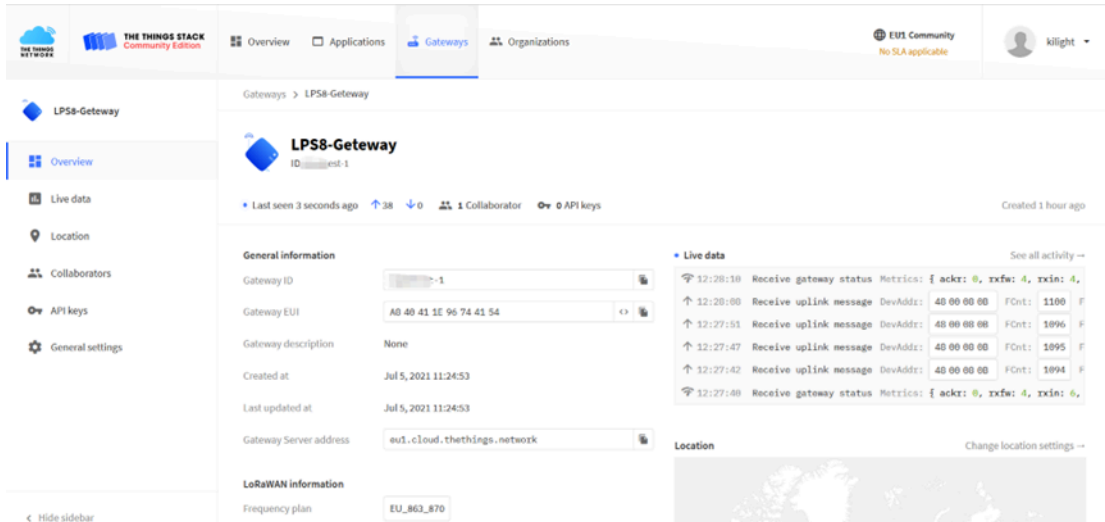 THE THINGS NETWORK
THE THINGS STACK
Community Edition
Overview
Applications
Gateways
Organizations
EU1 Community
No SLA applicable
kilight
LPS8-Geteway
Gateways > LPS8-Geteway
LPS8-Geteway
ID est-1
Overview
Live data
Location
Collaborators
API keys
General settings
Hide sidebar
Last seen 3 seconds ago ↑38 ↓0 1 Collaborator 0 API keys
Created 1 hour ago
General information
Gateway ID -1
Gateway EUI A8 40 41 1E 96 74 41 54
Gateway description None
Created at Jul 5, 2021 11:24:53
Last updated at Jul 5, 2021 11:24:53
Gateway Server address eu1.cloud.thethings.network
LoRaWAN information
Frequency plan EU_863_870
Live data
See all activity →
12:28:10 Receive gateway status Metrics: { ackr: 0, rxfw: 4, rxin: 4,
↑ 12:28:08 Receive uplink message DevAddr: 48 00 08 0B FCnt: 1100 F
↑ 12:27:51 Receive uplink message DevAddr: 48 00 08 0B FCnt: 1096 F
↑ 12:27:47 Receive uplink message DevAddr: 48 00 08 0B FCnt: 1095 F
↑ 12:27:42 Receive uplink message DevAddr: 48 00 08 0B FCnt: 1094 F
12:27:40 Receive gateway status Metrics: { ackr: 0, rxfw: 4, rxin: 6,
Location
Change location settings →